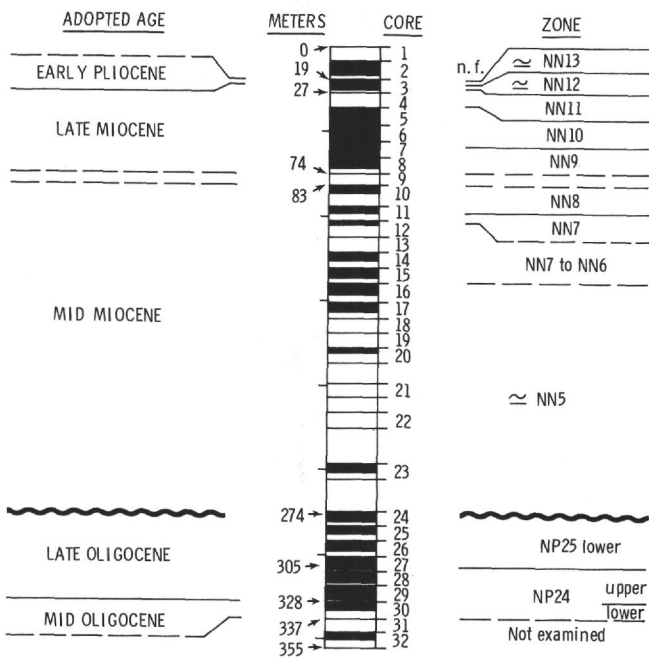 ADOPTED AGE METERS CORE ZONE
0 1
EARLY PLIOCENE 19 2 n.f. ≃ NN13
27 3 ≃ NN12
4 NN11
LATE MIOCENE 5
6 NN10
7
74 8 NN9
9
83 10 NN8
11
12 NN7
13
14 NN7 to NN6
15
16
MID MIOCENE 17
18
19
20
21 ≃ NN5
22
23
274 24
25
LATE OLIGOCENE 26 NP25 lower
305 27
28
29 NP24 upper
328 30 lower
MID OLIGOCENE 337 31 Not examined
355 32